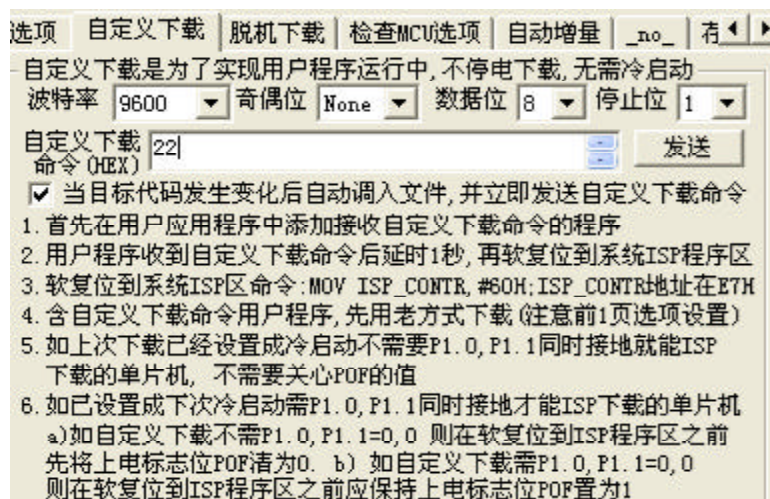 选项 自定义下载 脱机下载 检查MCU选项 自动增量 _no_
自定义下载是为了实现用户程序运行中,不停电下载,无需冷启动
波特率 9600 奇偶位 None 数据位 8 停止位 1
自定义下载
命令(HEX) 22 发送
当目标代码发生变化后自动调入文件,并立即发送自定义下载命令
1.首先在用户应用程序中添加接收自定义下载命令的程序
2.用户程序收到自定义下载命令后延时1秒,再软复位到系统ISP程序区
3.软复位到系统ISP区命令:MOV ISP_CONTR,#60H;ISP_CONTR地址在E7H
4.含自定义下载命令用户程序,先用老方式下载(注意前1页选项设置)
5.如上次下载已经设置成冷启动不需要P1.0,P1.1同时接地就能ISP
下载的单片机, 不需要关心POF的值
6.如已设置成下次冷启动需P1.0,P1.1同时接地才能ISP下载的单片机
a)如自定义下载不需P1.0,P1.1=0,0 则在软复位到ISP程序区之前
先将上电标志位POF清为0. b) 如自定义下载需P1.0,P1.1=0,0
则在软复位到ISP程序区之前应保持上电标志位POF置为1